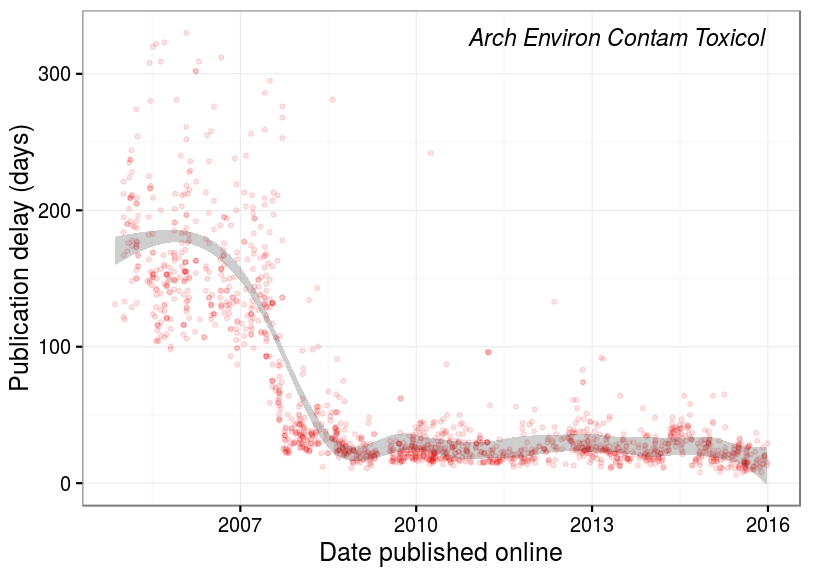 Arch Environ Contam Toxicol
Publication delay (days)
300
200
100
0
2007 2010 2013 2016
Date published online